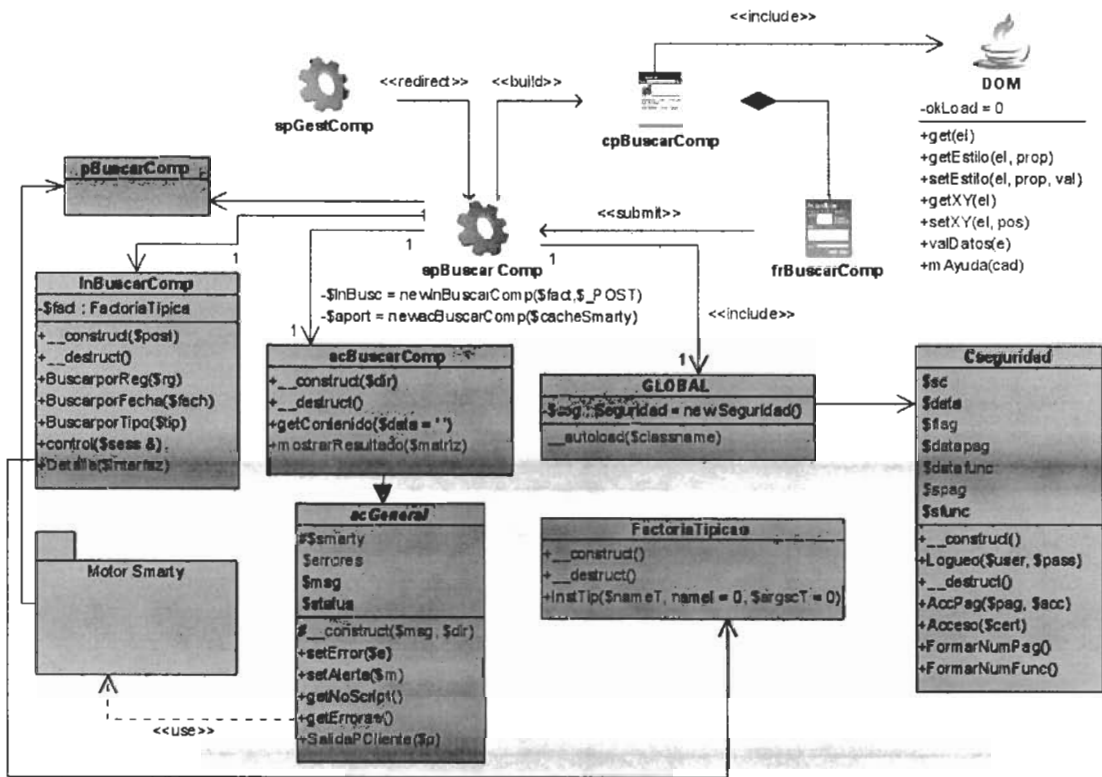 <<include>>
DOM
-okLoad = 0
+get(el)
+getEstilo(el, prop)
+setEstilo(el, prop, val)
+getXY(el)
+setXY(el, pos)
+valDatos(e)
+mAyuda(cad)
<<redirect>>
<<build>>
spGestComp
cpBuscarComp
pBuscarComp
<<submit>>
1
1
1
spBuscar Comp
frBuscarComp
-$lnBusc = newlnBuscarComp($fact,$_POST)
-$aport = newacBuscarComp($cacheSmarty)
<<include>>
1
1
lnBuscarComp
-$fact : FactoriaTipica
+__construct($post)
+__destruct()
+BuscarporReg($rg)
+BuscarporFecha($fech)
+BuscarporTipo($tip)
+control($sess &)
+Detalle($interfaz)
acBuscarComp
+__construct($dir)
+__destruct()
+getContenido($data = '')
+mostrarResultado($matriz)
GLOBAL
-$seg : Seguridad = newSeguridad()
__autoload($classname)
Cseguridad
$sc
$data
$flag
$datapag
$datafunc
$spag
$sfunc
+__construct()
+Logueo($user, $pass)
+__destruct()
+AccPag($pag, $acc)
+Acceso($cert)
+FormarNumPag()
+FormarNumFunc()
acGeneral
#$smarty
$errores
$msg
$status
#__construct($msg, $dir)
+setError($e)
+setAlerta($m)
+getNoScript()
+getErrores()
+SalidaPCliente($p)
FactoriaTipicas
+__construct()
+__destruct()
+InstTip($nameT, nameI = 0, $argscT = 0)
Motor Smarty
<<use>>